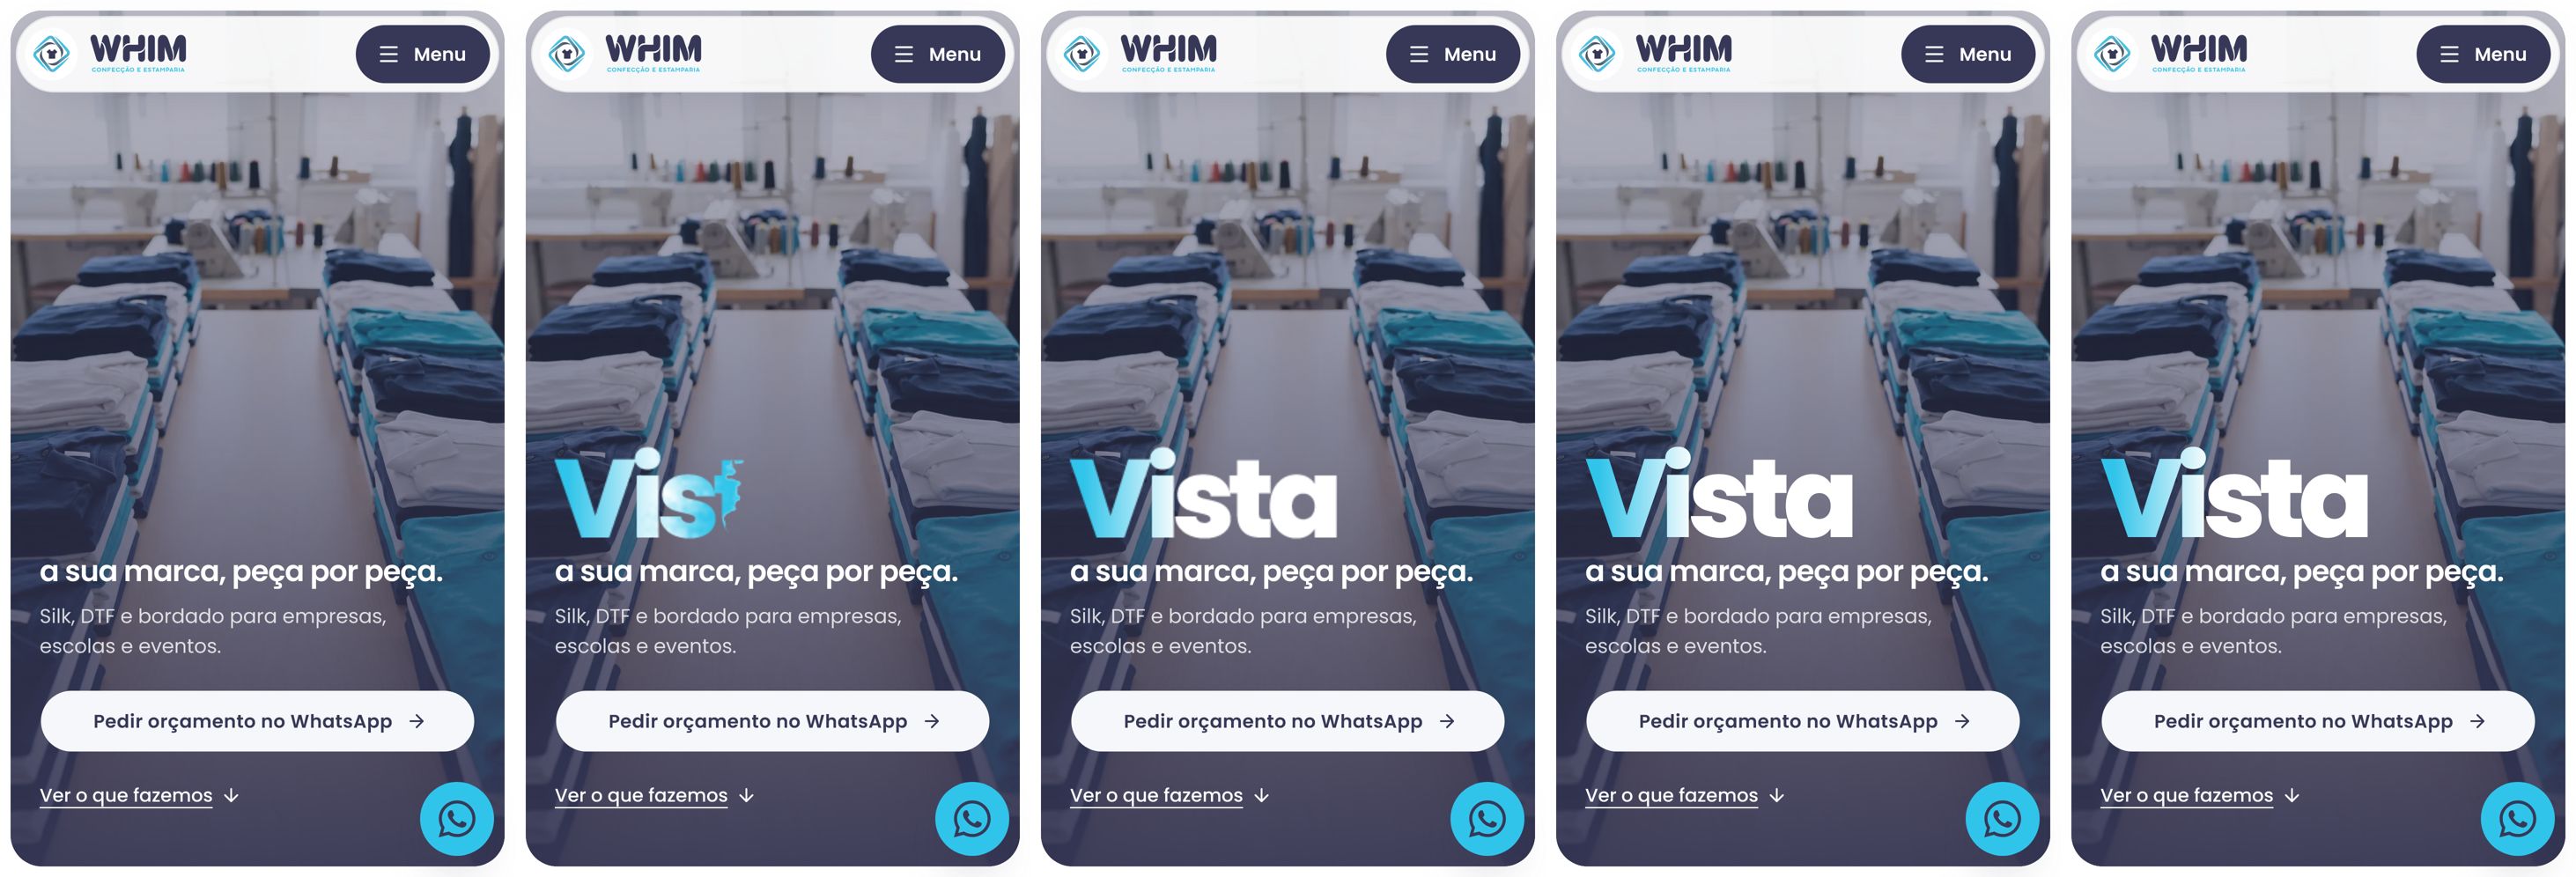 WHIM
CONFECÇÃO E ESTAMPARIA
Menu
a sua marca, peça por peça.
Silk, DTF e bordado para empresas,
escolas e eventos.
Pedir orçamento no WhatsApp →
Ver o que fazemos ↓
WHIM
CONFECÇÃO E ESTAMPARIA
Menu
Vist
a sua marca, peça por peça.
Silk, DTF e bordado para empresas,
escolas e eventos.
Pedir orçamento no WhatsApp →
Ver o que fazemos ↓
WHIM
CONFECÇÃO E ESTAMPARIA
Menu
Vista
a sua marca, peça por peça.
Silk, DTF e bordado para empresas,
escolas e eventos.
Pedir orçamento no WhatsApp →
Ver o que fazemos ↓
WHIM
CONFECÇÃO E ESTAMPARIA
Menu
Vista
a sua marca, peça por peça.
Silk, DTF e bordado para empresas,
escolas e eventos.
Pedir orçamento no WhatsApp →
Ver o que fazemos ↓
WHIM
CONFECÇÃO E ESTAMPARIA
Menu
Vista
a sua marca, peça por peça.
Silk, DTF e bordado para empresas,
escolas e eventos.
Pedir orçamento no WhatsApp →
Ver o que fazemos ↓